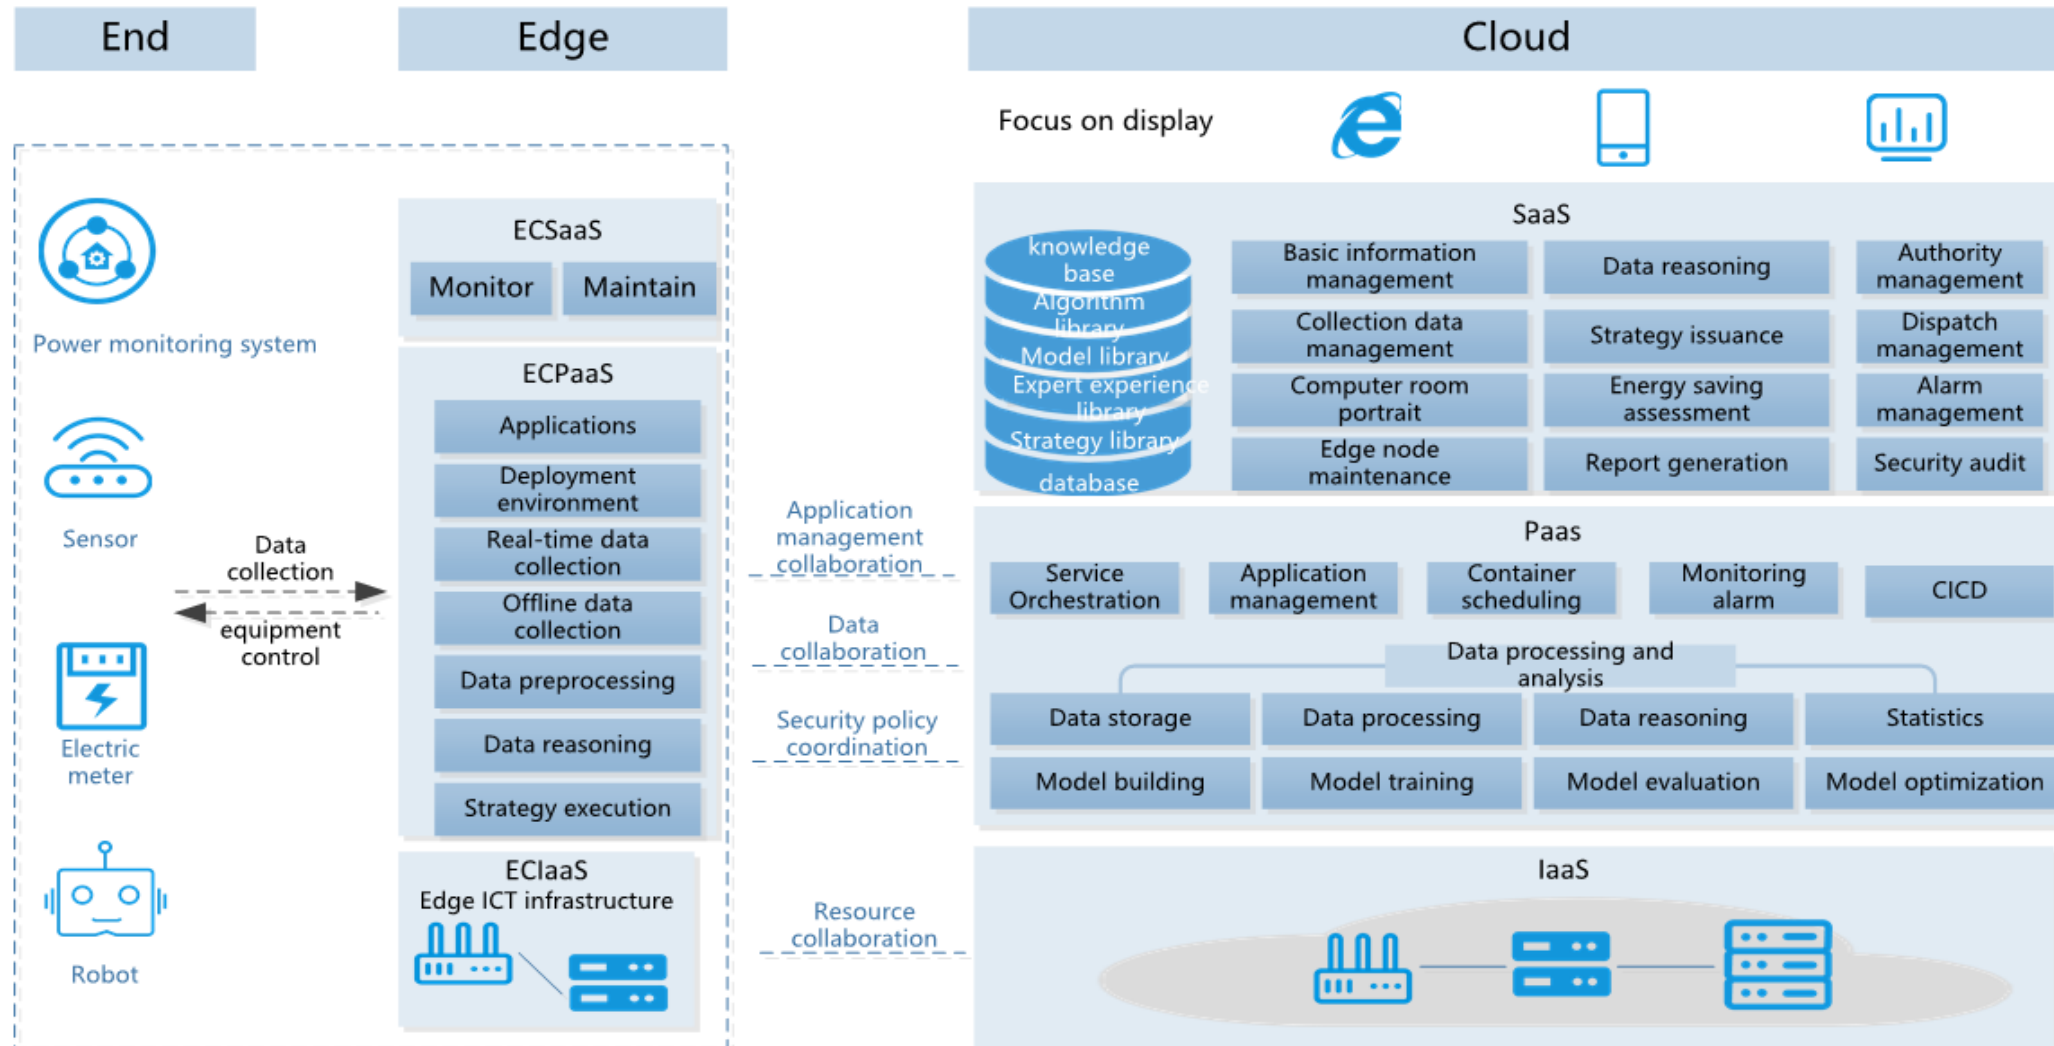 End
Edge
Cloud
Focus on display
Power monitoring system
Sensor
Electric
meter
Robot
Data
collection
equipment
control
ECSaaS
Monitor
Maintain
ECPaaS
Applications
Deployment
environment
Real-time data
collection
Offline data
collection
Data preprocessing
Data reasoning
Strategy execution
ECIaaS
Edge ICT infrastructure
Application
management
collaboration
Data
collaboration
Security policy
coordination
Resource
collaboration
SaaS
knowledge
base
Algorithm
library
Model library
Expert experience
library
Strategy library
database
Basic information
management
Data reasoning
Authority
management
Collection data
management
Strategy issuance
Dispatch
management
Computer room
portrait
Energy saving
assessment
Alarm
management
Edge node
maintenance
Report generation
Security audit
Paas
Service
Orchestration
Application
management
Container
scheduling
Monitoring
alarm
CICD
Data processing and
analysis
Data storage
Data processing
Data reasoning
Statistics
Model building
Model training
Model evaluation
Model optimization
IaaS